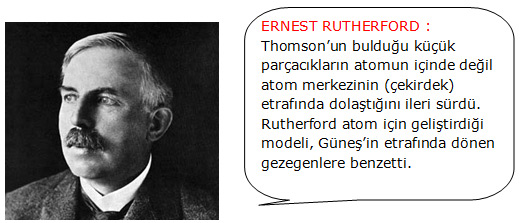 ERNEST RUTHERFORD :
Thomson’un bulduğu küçük
parçacıkların atomun içinde değil
atom merkezinin (çekirdek)
etrafında dolaştığını ileri sürdü.
Rutherford atom için geliştirdiği
modeli, Güneş’in etrafında dönen
gezegenlere benzetti.